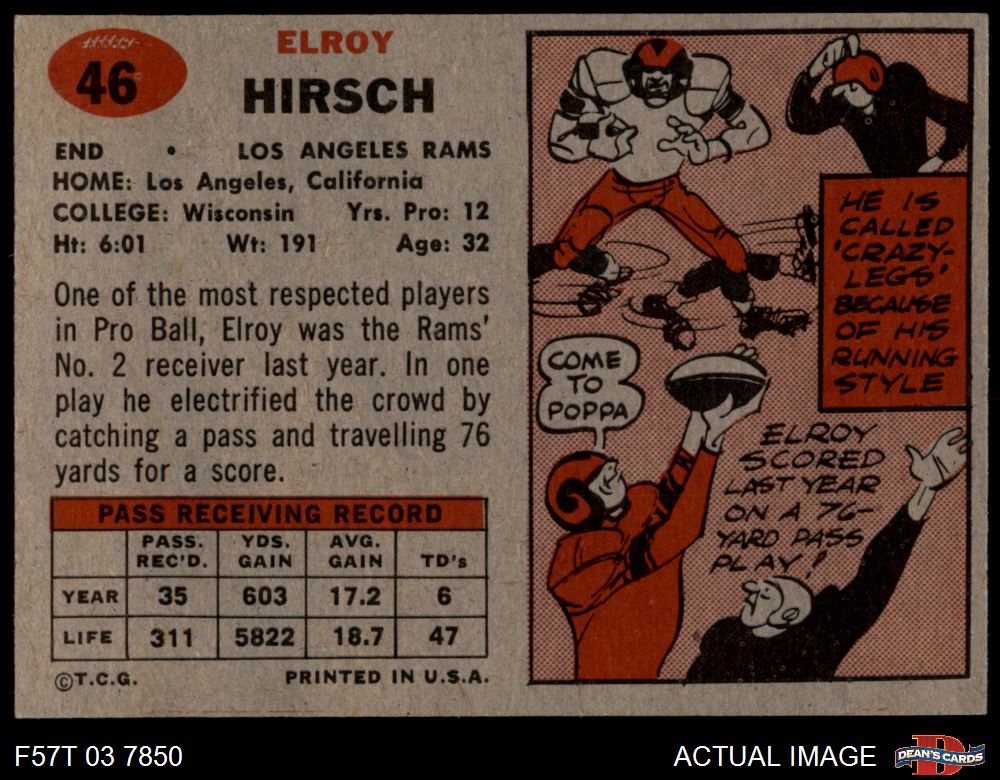 46
ELROY
HIRSCH
END • LOS ANGELES RAMS
HOME: Los Angeles, California
COLLEGE: Wisconsin Yrs. Pro: 12
Ht: 6:01 Wt: 191 Age: 32
One of the most respected players
in Pro Ball, Elroy was the Rams'
No. 2 receiver last year. In one
play he electrified the crowd by
catching a pass and travelling 76
yards for a score.
PASS RECEIVING RECORD
PASS. REC'D. YDS. GAIN AVG. GAIN TD's
YEAR 35 603 17.2 6
LIFE 311 5822 18.7 47
©T.C.G. PRINTED IN U.S.A.
HE IS
CALLED
'CRAZY-
LEGS'
BECAUSE
OF HIS
RUNNING
STYLE
COME
TO
POPPA
ELROY
SCORED
LAST YEAR
ON A 76-
YARD PASS
PLAY!
F57T 03 7850
ACTUAL IMAGE
D
DEAN'S CARDS